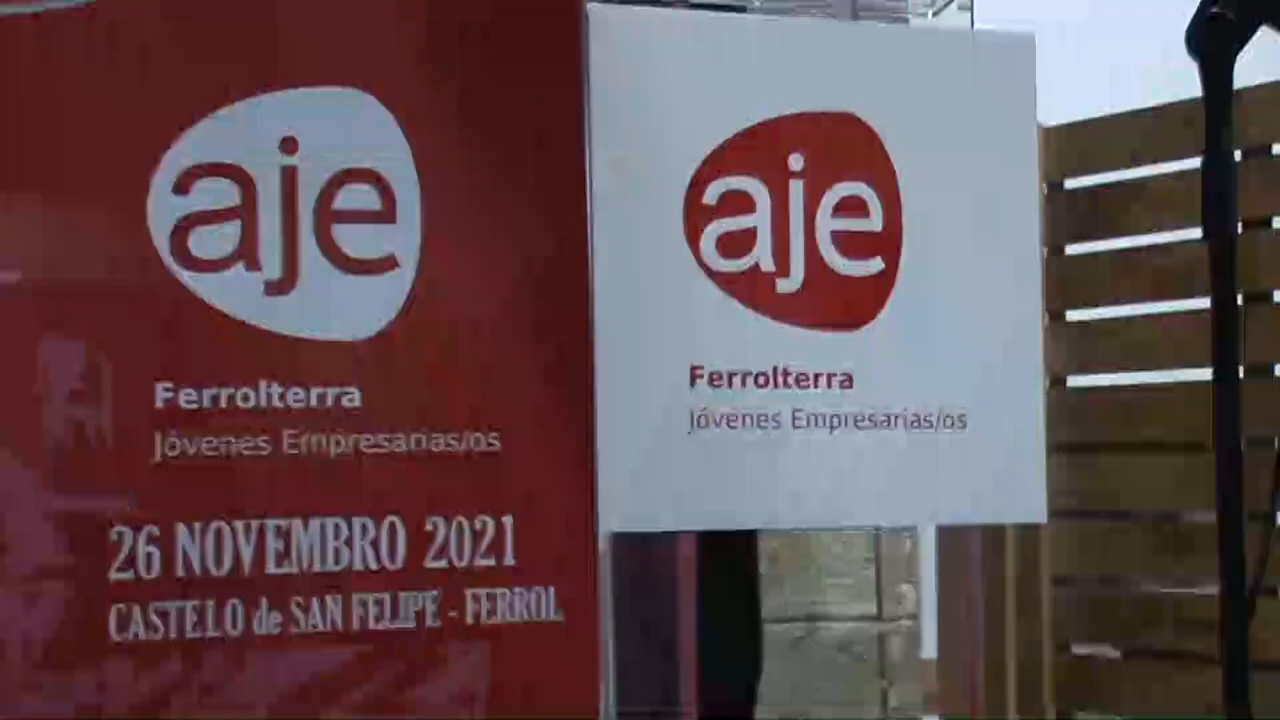 aje
Ferrolterra
Jóvenes Empresarias/os
26 NOVEMBRO 2021
CASTELO de SAN FELIPE - FERROL
aje
Ferrolterra
Jóvenes Empresarias/os